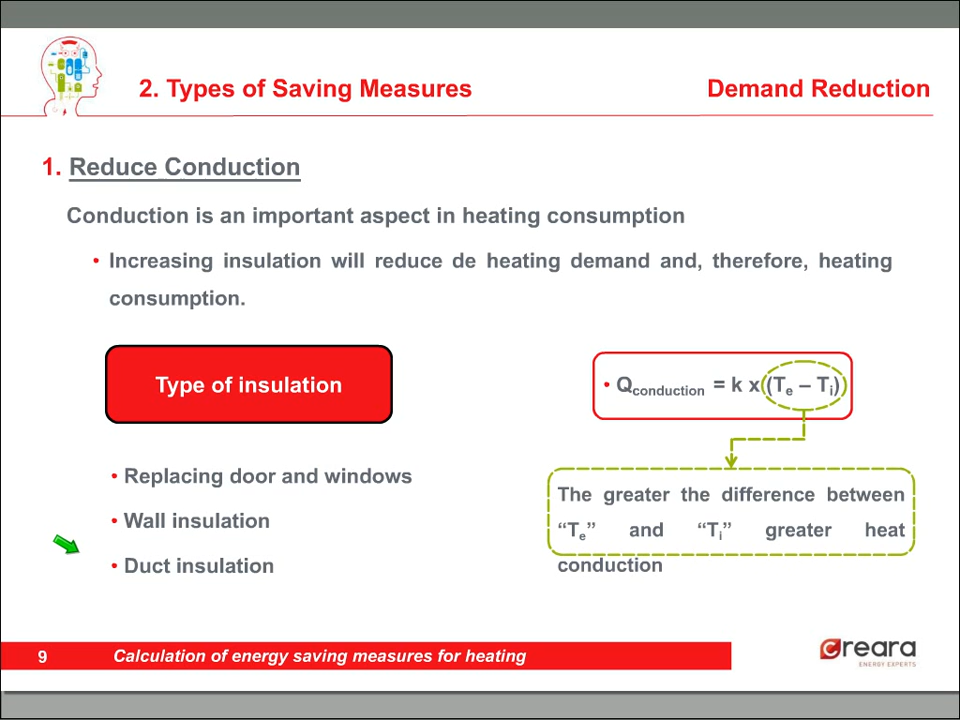 2. Types of Saving Measures
Demand Reduction
1. Reduce Conduction
Conduction is an important aspect in heating consumption
• Increasing insulation will reduce de heating demand and, therefore, heating
consumption.
Type of insulation
• Qconduction = k x (Te – Ti)
• Replacing door and windows
• Wall insulation
• Duct insulation
The greater the difference between
“Te” and “Ti” greater heat
conduction
9
Calculation of energy saving measures for heating
creara
ENERGY EXPERTS